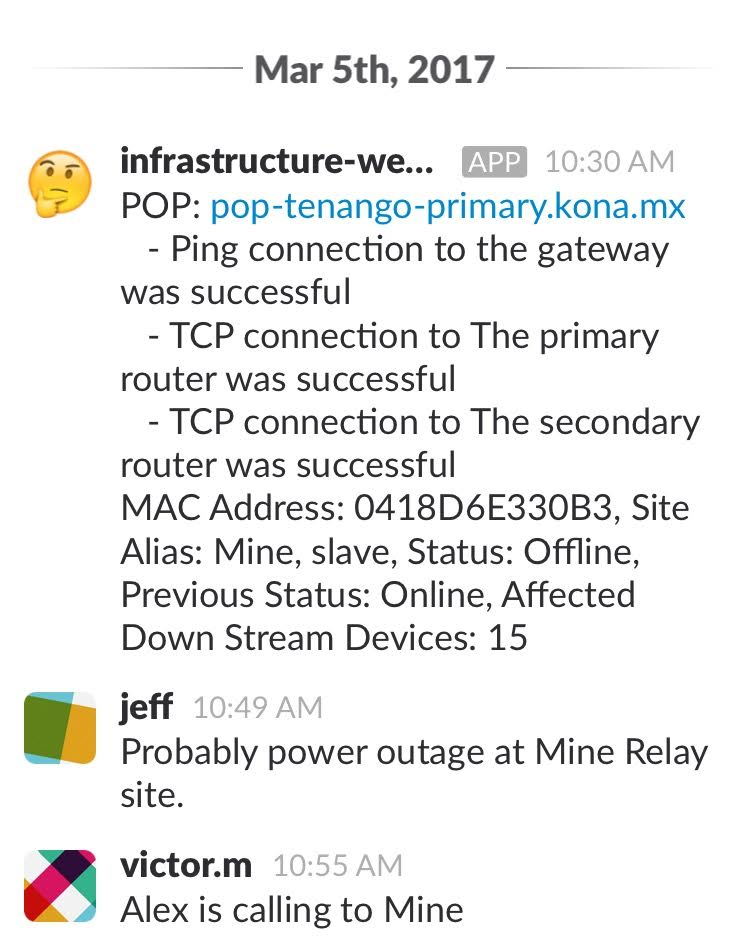 Mar 5th, 2017
infrastructure-we... APP 10:30 AM
POP: pop-tenango-primary.kona.mx
- Ping connection to the gateway
was successful
- TCP connection to The primary
router was successful
- TCP connection to The secondary
router was successful
MAC Address: 0418D6E330B3, Site
Alias: Mine, slave, Status: Offline,
Previous Status: Online, Affected
Down Stream Devices: 15
jeff 10:49 AM
Probably power outage at Mine Relay
site.
victor.m 10:55 AM
Alex is calling to Mine